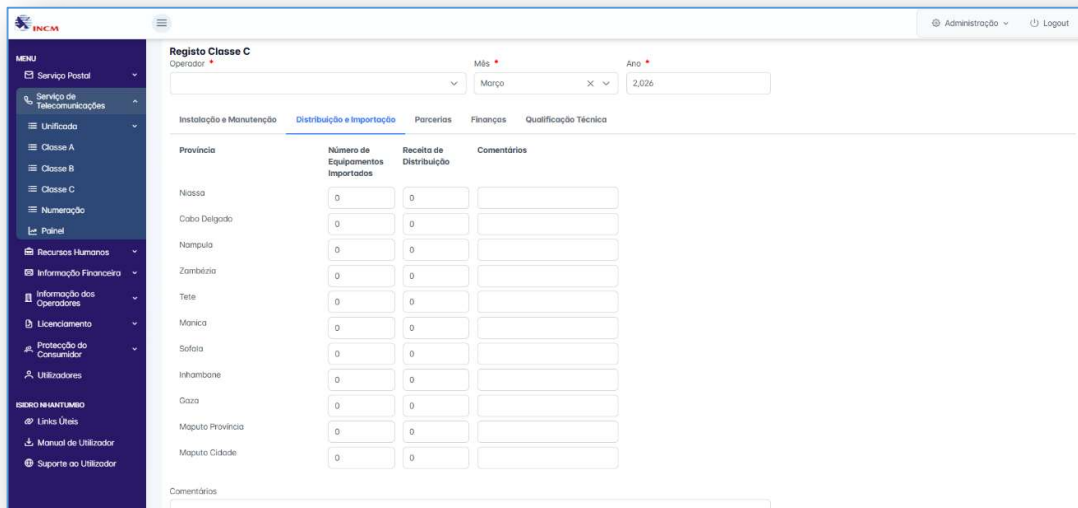 INCM
Administração
Logout
MENU
Serviço Postal
Serviço de
Telecomunicações
Unificada
Classe A
Classe B
Classe C
Numeração
Painel
Recursos Humanos
Informação Financeira
Informação dos
Operadores
Licenciamento
Protecção do
Consumidor
Utilizadores
ISIDRO NHANTUMBO
Links Úteis
Manual de Utilizador
Suporte ao Utilizador
Registo Classe C
Operador * Mês * Ano *
Março 2,026
Instalação e Manutenção Distribuição e Importação Parcerias Finanços Qualificação Técnica
Província Número de Equipamentos Importados Receita de Distribuição Comentários
Niassa 0 0
Cabo Delgado 0 0
Nampula 0 0
Zambézia 0 0
Tete 0 0
Manica 0 0
Sofala 0 0
Inhambane 0 0
Gaza 0 0
Maputo Província 0 0
Maputo Cidade 0 0
Comentários